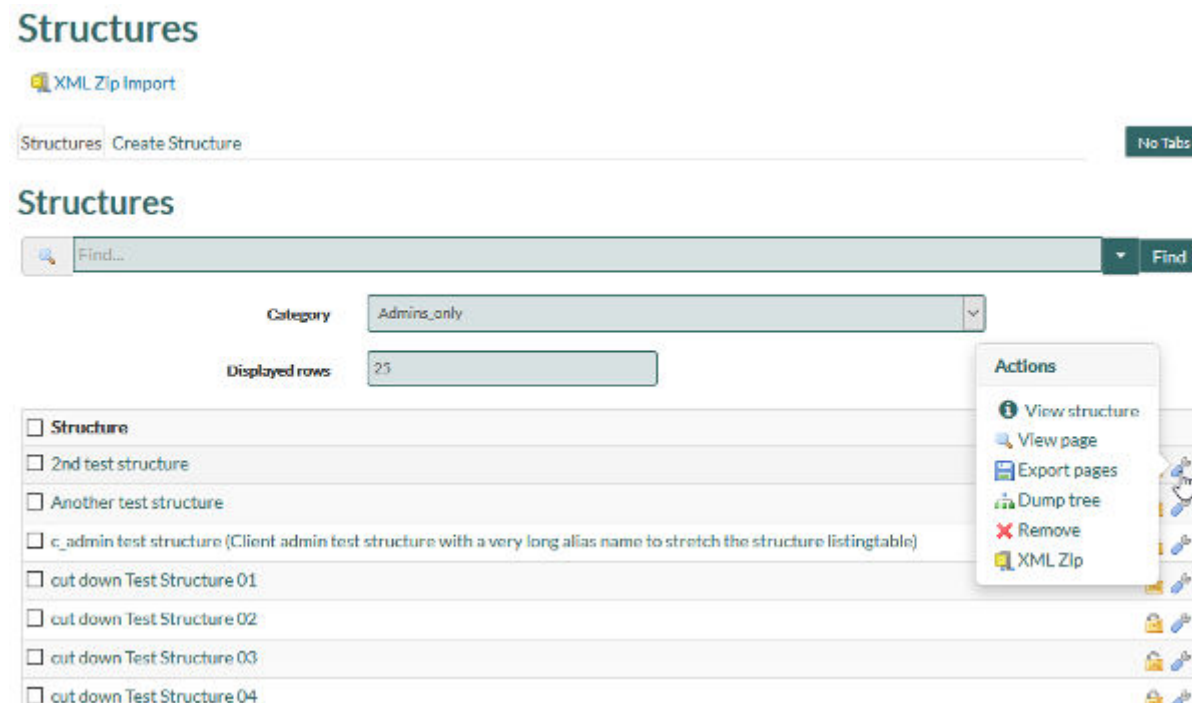 Structures
XML Zip Import
Structures Create Structure
No Tabs
Structures
Find...
Find
Category
Admins_only
Displayed rows
25
Actions
View structure
View page
Export pages
Dump tree
Remove
XML Zip
Structure
2nd test structure
Another test structure
c_admin test structure (Client admin test structure with a very long alias name to stretch the structure listingtable)
cut down Test Structure 01
cut down Test Structure 02
cut down Test Structure 03
cut down Test Structure 04